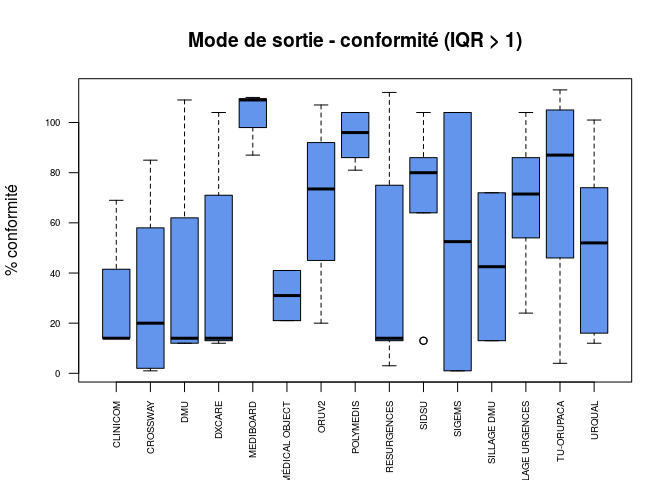 Mode de sortie - conformité (IQR > 1)
% conformité
100
80
60
40
20
0
CLINICOM
CROSSWAY
DMU
DXCARE
MEDIBOARD
MÉDICAL OBJECT
ORUV2
POLYMEDIS
RESURGENCES
SIDSU
SIGEMS
SILLAGE DMU
LAGE URGENCES
TU-ORUPACA
URQUAL